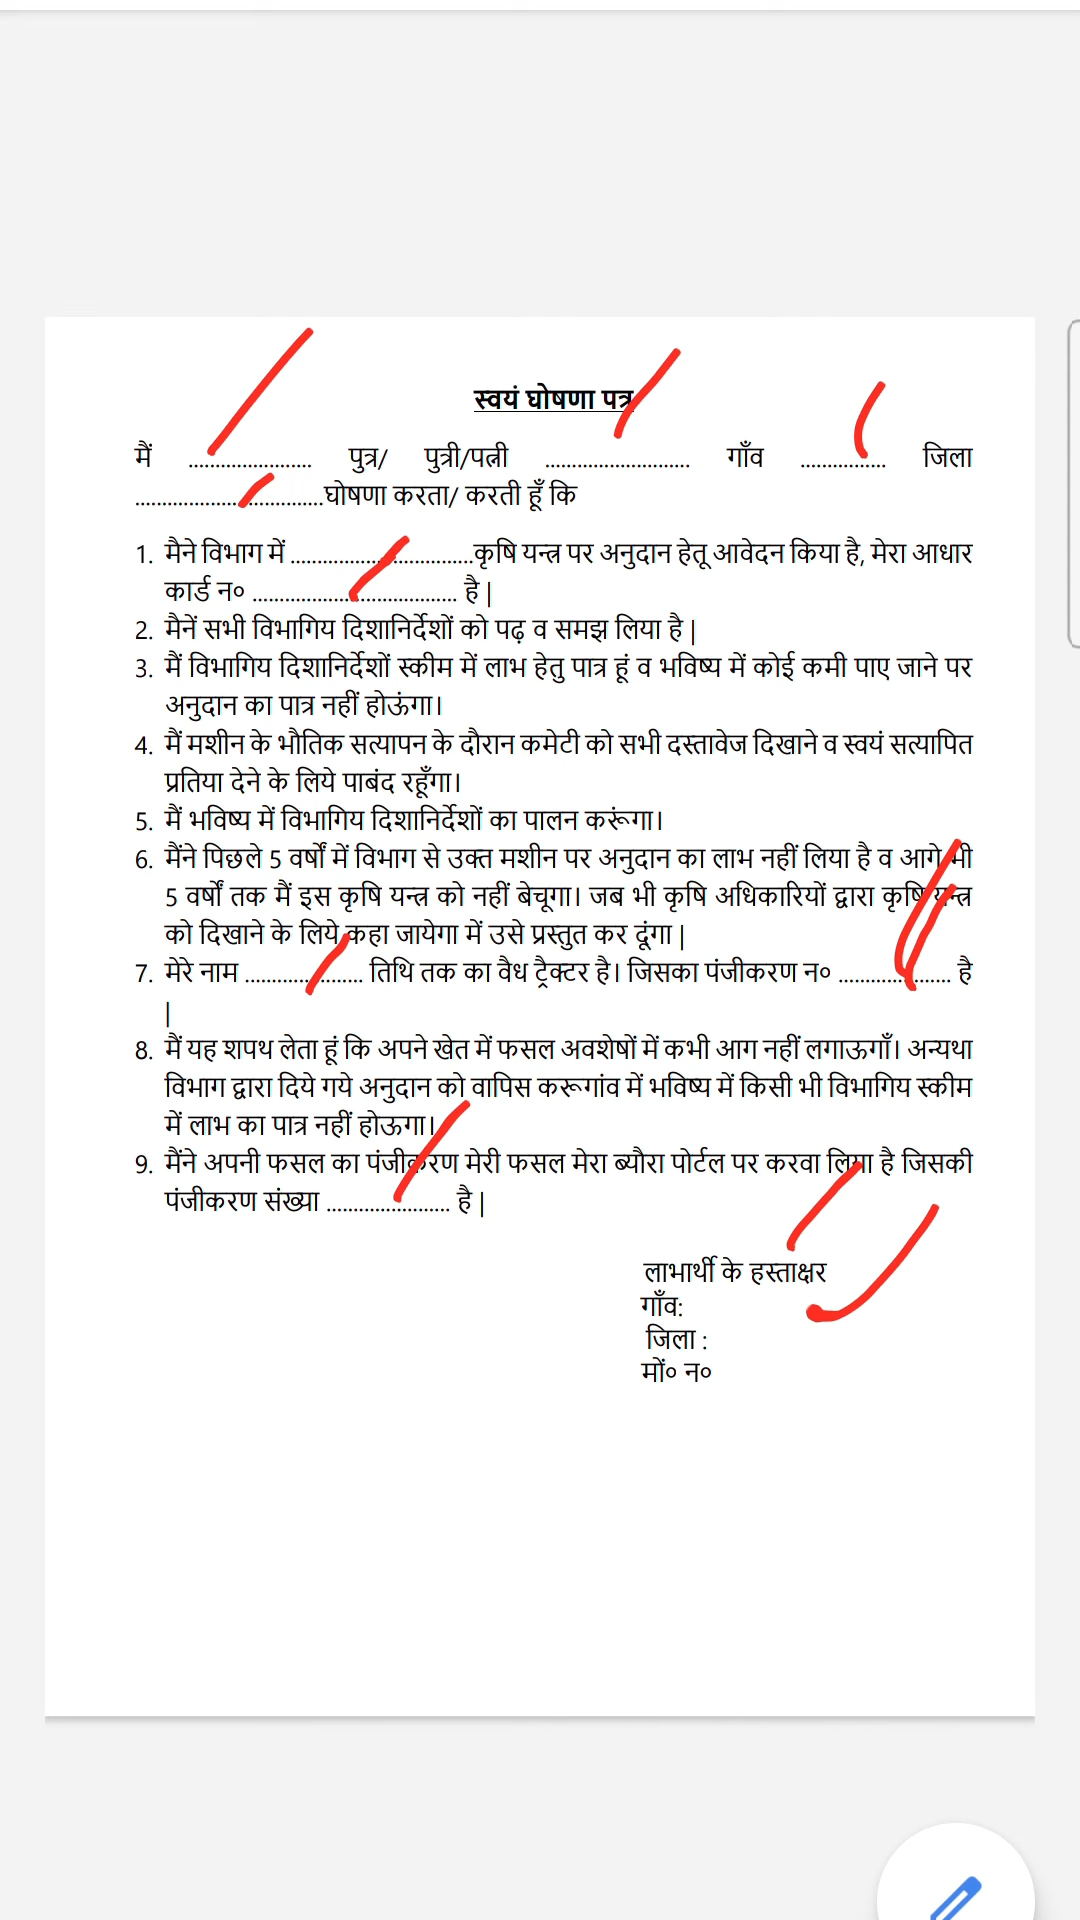 स्वयं घोषणा पत्र
मैं ....................... पुत्र/ पुत्री/पत्नी ........................... गाँव ................ जिला
...................................घोषणा करता/ करती हूँ कि
1. मैने विभाग में ..................................कृषि यन्त्र पर अनुदान हेतू आवेदन किया है, मेरा आधार
कार्ड न० ...................................... है |
2. मैनें सभी विभागिय दिशानिर्देशों को पढ़ व समझ लिया है |
3. मैं विभागिय दिशानिर्देशों स्कीम में लाभ हेतु पात्र हूं व भविष्य में कोई कमी पाए जाने पर
अनुदान का पात्र नहीं होऊंगा।
4. मैं मशीन के भौतिक सत्यापन के दौरान कमेटी को सभी दस्तावेज दिखाने व स्वयं सत्यापित
प्रतिया देने के लिये पाबंद रहूँगा।
5. मैं भविष्य में विभागिय दिशानिर्देशों का पालन करूंगा।
6. मैंने पिछले 5 वर्षों में विभाग से उक्त मशीन पर अनुदान का लाभ नहीं लिया है व आगे भी
5 वर्षों तक मैं इस कृषि यन्त्र को नहीं बेचूगा। जब भी कृषि अधिकारियों द्वारा कृषि यन्त्र
को दिखाने के लिये कहा जायेगा में उसे प्रस्तुत कर दूंगा |
7. मेरे नाम ...................... तिथि तक का वैध ट्रैक्टर है। जिसका पंजीकरण न० ..................... है
|
8. मैं यह शपथ लेता हूं कि अपने खेत में फसल अवशेषों में कभी आग नहीं लगाऊगाँ। अन्यथा
विभाग द्वारा दिये गये अनुदान को वापिस करूगांव में भविष्य में किसी भी विभागिय स्कीम
में लाभ का पात्र नहीं होऊगा।
9. मैंने अपनी फसल का पंजीकरण मेरी फसल मेरा ब्यौरा पोर्टल पर करवा लिया है जिसकी
पंजीकरण संख्या ....................... है |
लाभार्थी के हस्ताक्षर
गाँव:
जिला :
मों० न०